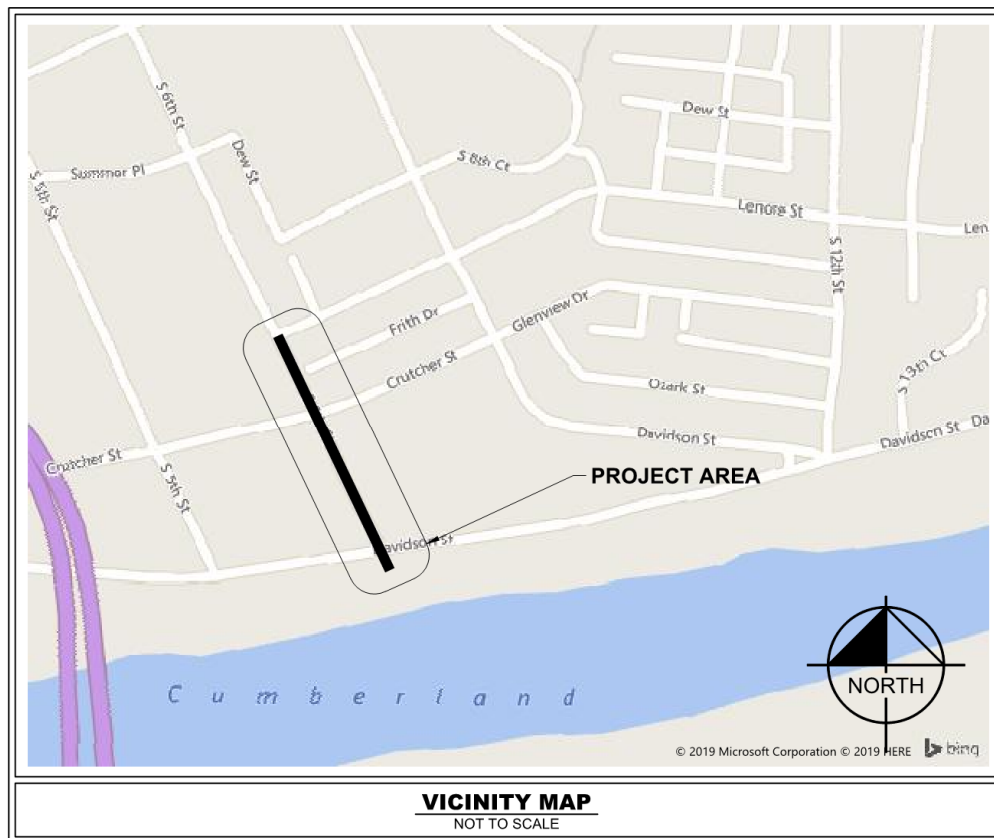 S 6th St
Dew St
Dew St
Summer Pl
S 8th Ct
S 5th St
Lenore St
Len
S 12th St
Glenview Dr
Frith Dr
Crutcher St
S 13th Ct
Ozark St
Davidson St
Davidson St
Da
Crutcher St
S 5th St
PROJECT AREA
Davidson St
Cumberland
NORTH
© 2019 Microsoft Corporation © 2019 HERE
bing
VICINITY MAP
NOT TO SCALE